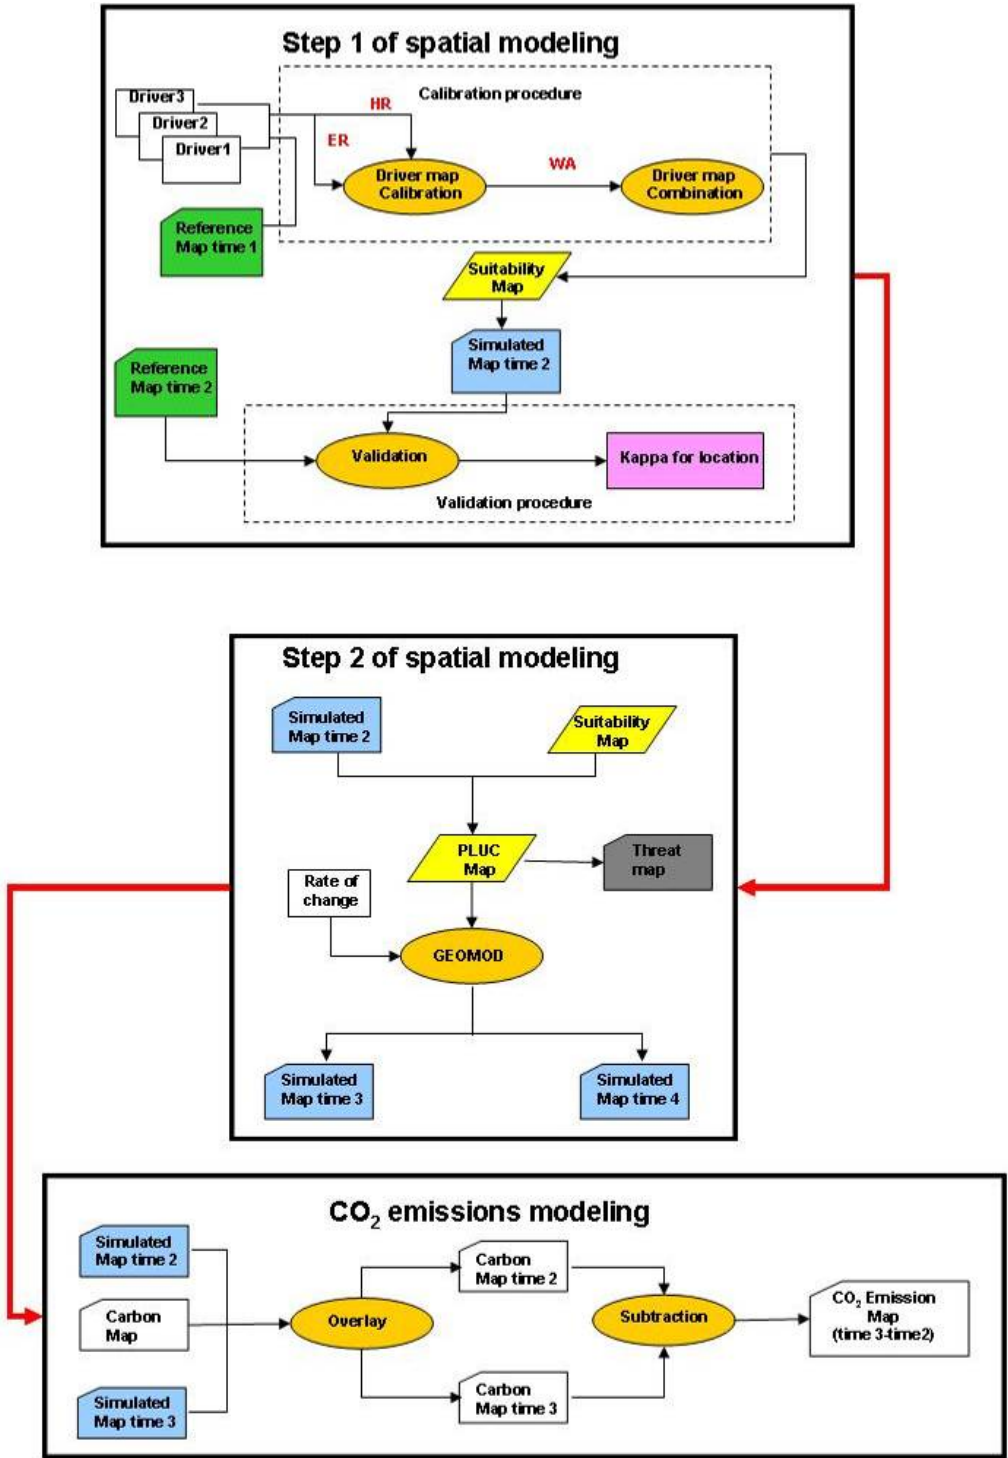 Step 1 of spatial modeling
Calibration procedure
Driver3
Driver2
Driver1
HR
ER
Driver map
Calibration
WA
Driver map
Combination
Reference
Map time 1
Suitability
Map
Simulated
Map time 2
Reference
Map time 2
Validation
Kappa for location
Validation procedure
Step 2 of spatial modeling
Simulated
Map time 2
Suitability
Map
PLUC
Map
Threat
map
Rate of
change
GEOMOD
Simulated
Map time 3
Simulated
Map time 4
CO₂ emissions modeling
Simulated
Map time 2
Carbon
Map
Simulated
Map time 3
Overlay
Carbon
Map time 2
Carbon
Map time 3
Subtraction
CO₂ Emission
Map
(time 3-time2)